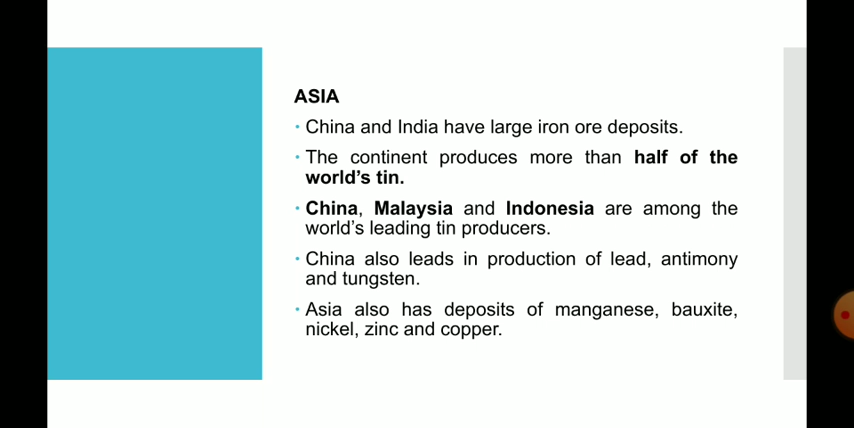 ASIA
· China and India have large iron ore deposits.
· The continent produces more than half of the
world’s tin.
· China, Malaysia and Indonesia are among the
world’s leading tin producers.
· China also leads in production of lead, antimony
and tungsten.
· Asia also has deposits of manganese, bauxite,
nickel, zinc and copper.